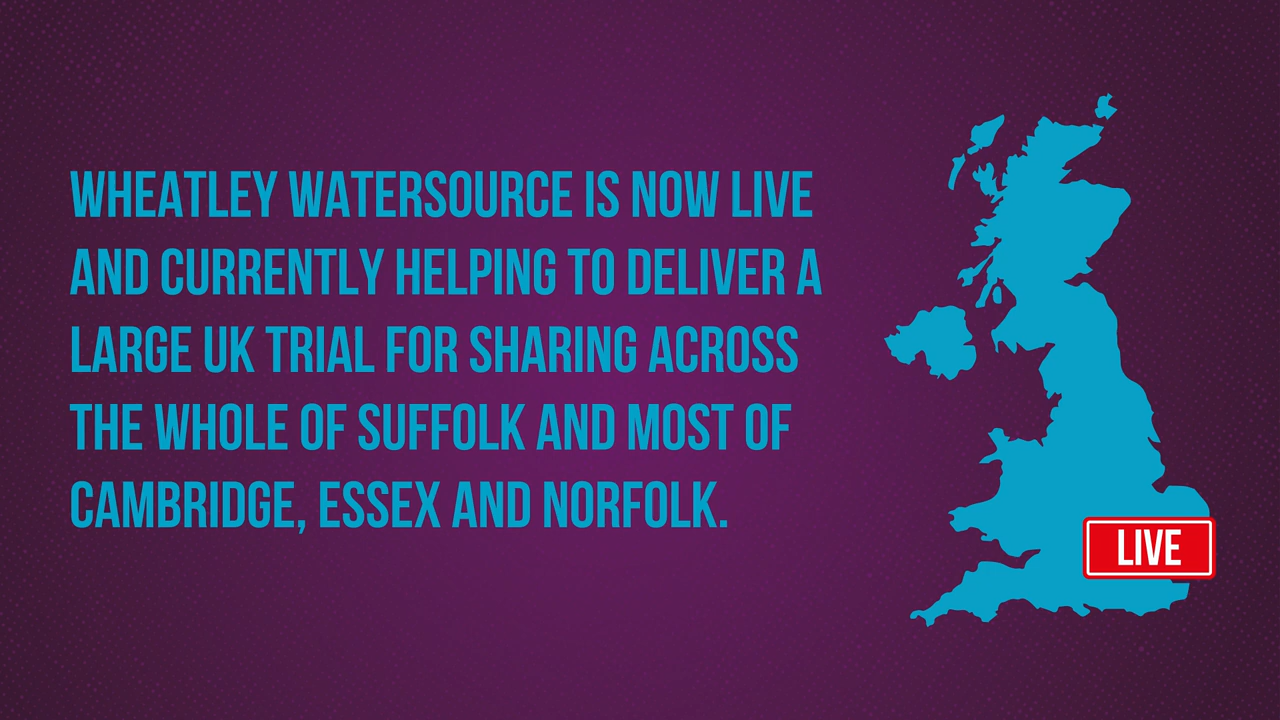 WHEATLEY WATERSOURCE IS NOW LIVE
AND CURRENTLY HELPING TO DELIVER A
LARGE UK TRIAL FOR SHARING ACROSS
THE WHOLE OF SUFFOLK AND MOST OF
CAMBRIDGE, ESSEX AND NORFOLK.
LIVE